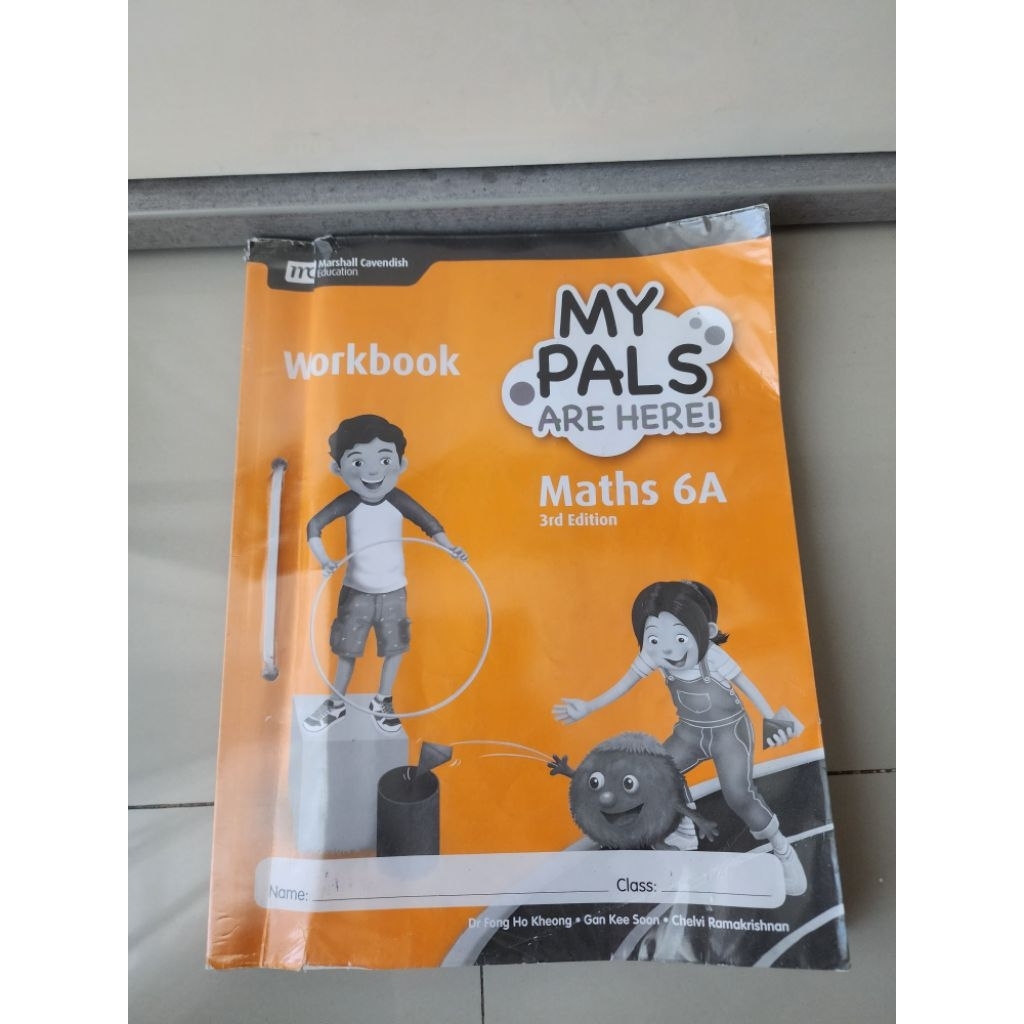 mc Marshall Cavendish
Education
Workbook
MY
PALS
ARE HERE!
Maths 6A
3rd Edition
Name:
Class:
Dr Fong Ho Kheong • Gan Kee Soon • Chelvi Ramakrishnan